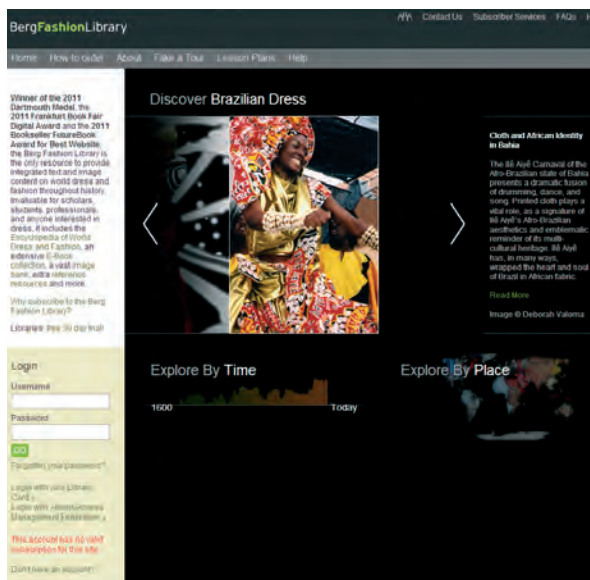 Contact Us Subscriber Services FAQs
BergFashionLibrary
Home How to order About Take a Tour Lesson Plans Help
Winner of the 2011
Dartmouth Medal, the
2011 Frankfurt Book Fair
Digital Award and the 2011
Bookseller FutureBook
Award for Best Website,
the Berg Fashion Library is
the only resource to provide
integrated text and image
content on world dress and
fashion throughout history.
Invaluable for scholars,
students, professionals,
and anyone interested in
dress, it includes the
Encyclopedia of World
Dress and Fashion, an
extensive E-Book
collection, a vast image
bank, extra reference
resources and more.
Why subscribe to the Berg
Fashion Library?
Libraries: free 30 day trial!
Login
Username
Password
GO
Forgotten your password?
Login with your Library
Card
Login with
Management Federation
This account has no valid
subscription for this site
Don't have an account?
Discover Brazilian Dress
Cloth and African Identity
in Bahia
The Ilê Aiyê Carnaval of the
Afro-Brazilian state of Bahia
presents a dramatic fusion
of drumming, dance, and
song. Printed cloth plays a
vital role, as a signature of
Ilê Aiyê's Afro-Brazilian
aesthetics and emblematic
reminder of its multi-
cultural heritage. Ilê Aiyê
has, in many ways,
wrapped the heart and soul
of Brazil in African fabric.
Read More
Image © Deborah Valoma
Explore By Time
1600 Today
Explore By Place